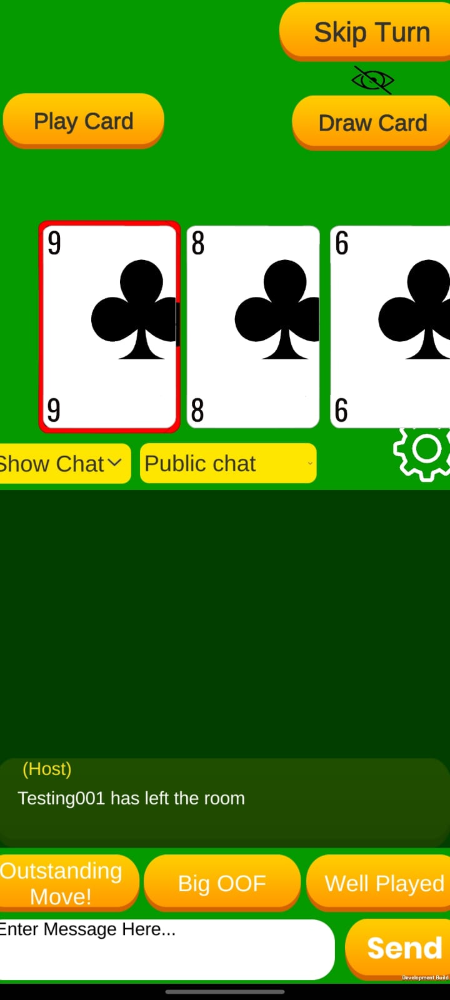 Skip Turn
Play Card
Draw Card
9
8
6
9
8
6
Show Chat
Public chat
(Host)
Testing001 has left the room
Outstanding
Move!
Big OOF
Well Played
Enter Message Here...
Send
Development Build